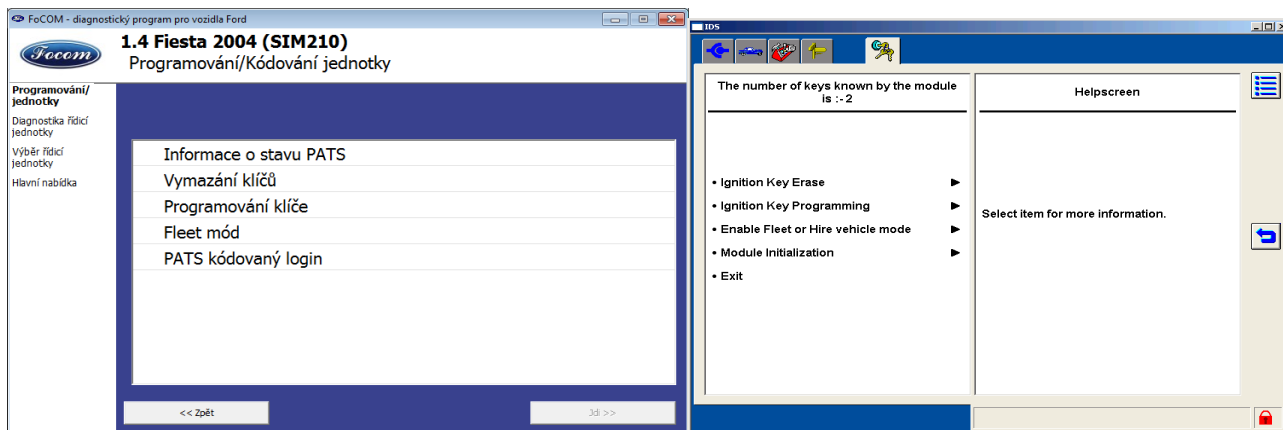 FoCOM - diagnostický program pro vozidla Ford
Focom
1.4 Fiesta 2004 (SIM210)
Programování/Kódování jednotky
Programování/
jednotky
Diagnostika řídicí
jednotky
Výběr řídicí
jednotky
Hlavní nabídka
Informace o stavu PATS
Vymazání klíčů
Programování klíče
Fleet mód
PATS kódovaný login
<< Zpět
Jdi >>
IDS
The number of keys known by the module
is :- 2
• Ignition Key Erase
• Ignition Key Programming
• Enable Fleet or Hire vehicle mode
• Module Initialization
• Exit
Helpscreen
Select item for more information.